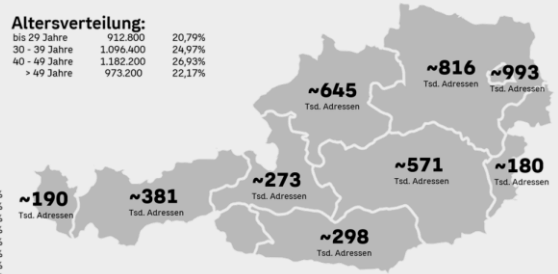 Altersverteilung:
bis 29 Jahre 912.800 20,79%
30 - 39 Jahre 1.096.400 24,97%
40 - 49 Jahre 1.182.200 26,93%
> 49 Jahre 973.200 22,17%
~816
Tsd. Adressen
~993
Tsd. Adressen
~645
Tsd. Adressen
~571
Tsd. Adressen
~180
Tsd. Adressen
~273
Tsd. Adressen
~381
Tsd. Adressen
~190
Tsd. Adressen
~298
Tsd. Adressen